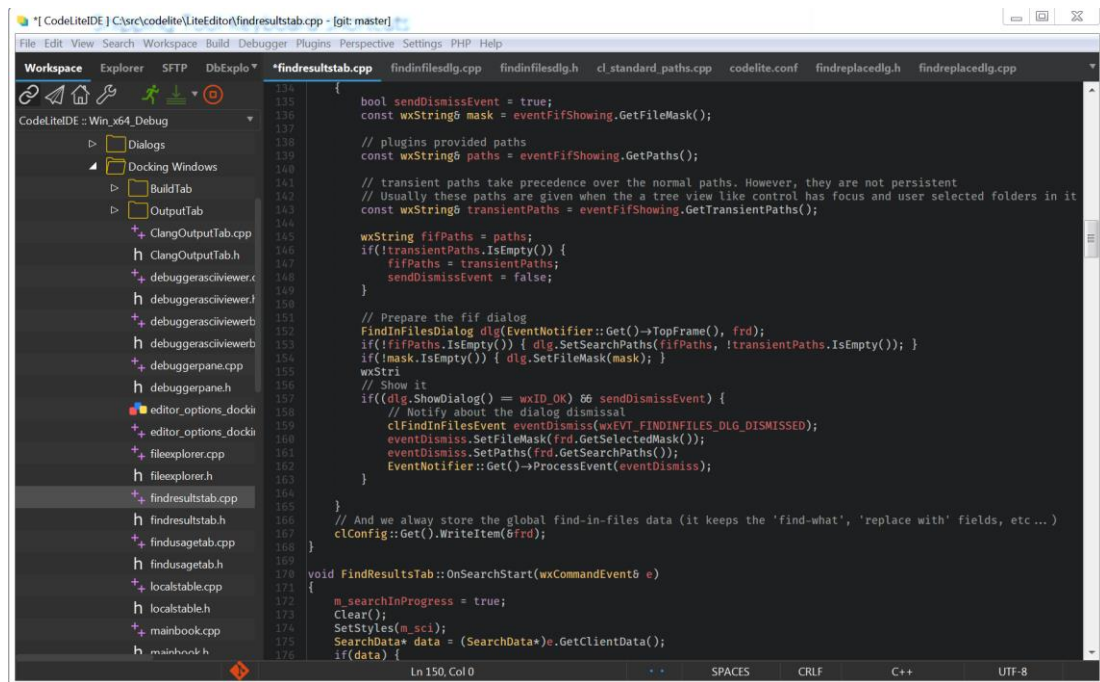 *[ CodeLiteIDE ] C:\src\codelite\LiteEditor\findresultstab.cpp - [git: master]
File Edit View Search Workspace Build Debugger Plugins Perspective Settings PHP Help
Workspace Explorer SFTP DbExplo
*findresultstab.cpp findinfilesdlg.cpp findinfilesdlg.h cl_standard_paths.cpp codelite.conf findreplacedlg.h findreplacedlg.cpp
CodeLiteIDE :: Win_x64_Debug
Dialogs
Docking Windows
BuildTab
OutputTab
ClangOutputTab.cpp
h ClangOutputTab.h
debuggerasciiviewer.c
h debuggerasciiviewer.h
debuggerasciiviewerb
h debuggerasciiviewerb
debuggerpane.cpp
h debuggerpane.h
editor_options_dockin
editor_options_dockin
fileexplorer.cpp
h fileexplorer.h
findresultstab.cpp
h findresultstab.h
findusagetab.cpp
h findusagetab.h
localstable.cpp
h localstable.h
mainbook.cpp
h mainbook.h
134 {
135 bool sendDismissEvent = true;
136 const wxString& mask = eventFifShowing.GetFileMask();
137
138 // plugins provided paths
139 const wxString& paths = eventFifShowing.GetPaths();
140
141 // transient paths take precedence over the normal paths. However, they are not persistent
142 // Usually these paths are given when the a tree view like control has focus and user selected folders in it
143 const wxString& transientPaths = eventFifShowing.GetTransientPaths();
144
145 wxString fifPaths = paths;
146 if(!transientPaths.IsEmpty()) {
147 fifPaths = transientPaths;
148 sendDismissEvent = false;
149 }
150
151 // Prepare the fif dialog
152 FindInFilesDialog dlg(EventNotifier::Get()->TopFrame(), frd);
153 if(!fifPaths.IsEmpty()) { dlg.SetSearchPaths(fifPaths, !transientPaths.IsEmpty()); }
154 if(!mask.IsEmpty()) { dlg.SetFileMask(mask); }
155 wxStri
156 // Show it
157 if((dlg.ShowDialog() == wxID_OK) && sendDismissEvent) {
158 // Notify about the dialog dismissal
159 clFindInFilesEvent eventDismiss(wxEVT_FINDINFILES_DLG_DISMISSED);
160 eventDismiss.SetFileMask(frd.GetSelectedMask());
161 eventDismiss.SetPaths(frd.GetSearchPaths());
162 EventNotifier::Get()->ProcessEvent(eventDismiss);
163 }
164
165 }
166 // And we alway store the global find-in-files data (it keeps the 'find-what', 'replace with' fields, etc...)
167 clConfig::Get().WriteItem(&frd);
168 }
169
170 void FindResultsTab::OnSearchStart(wxCommandEvent& e)
171 {
172 m_searchInProgress = true;
173 Clear();
174 SetStyles(m_sci);
175 SearchData* data = (SearchData*)e.GetClientData();
176 if(data) {
Ln 150, Col 0 SPACES CRLF C++ UTF-8